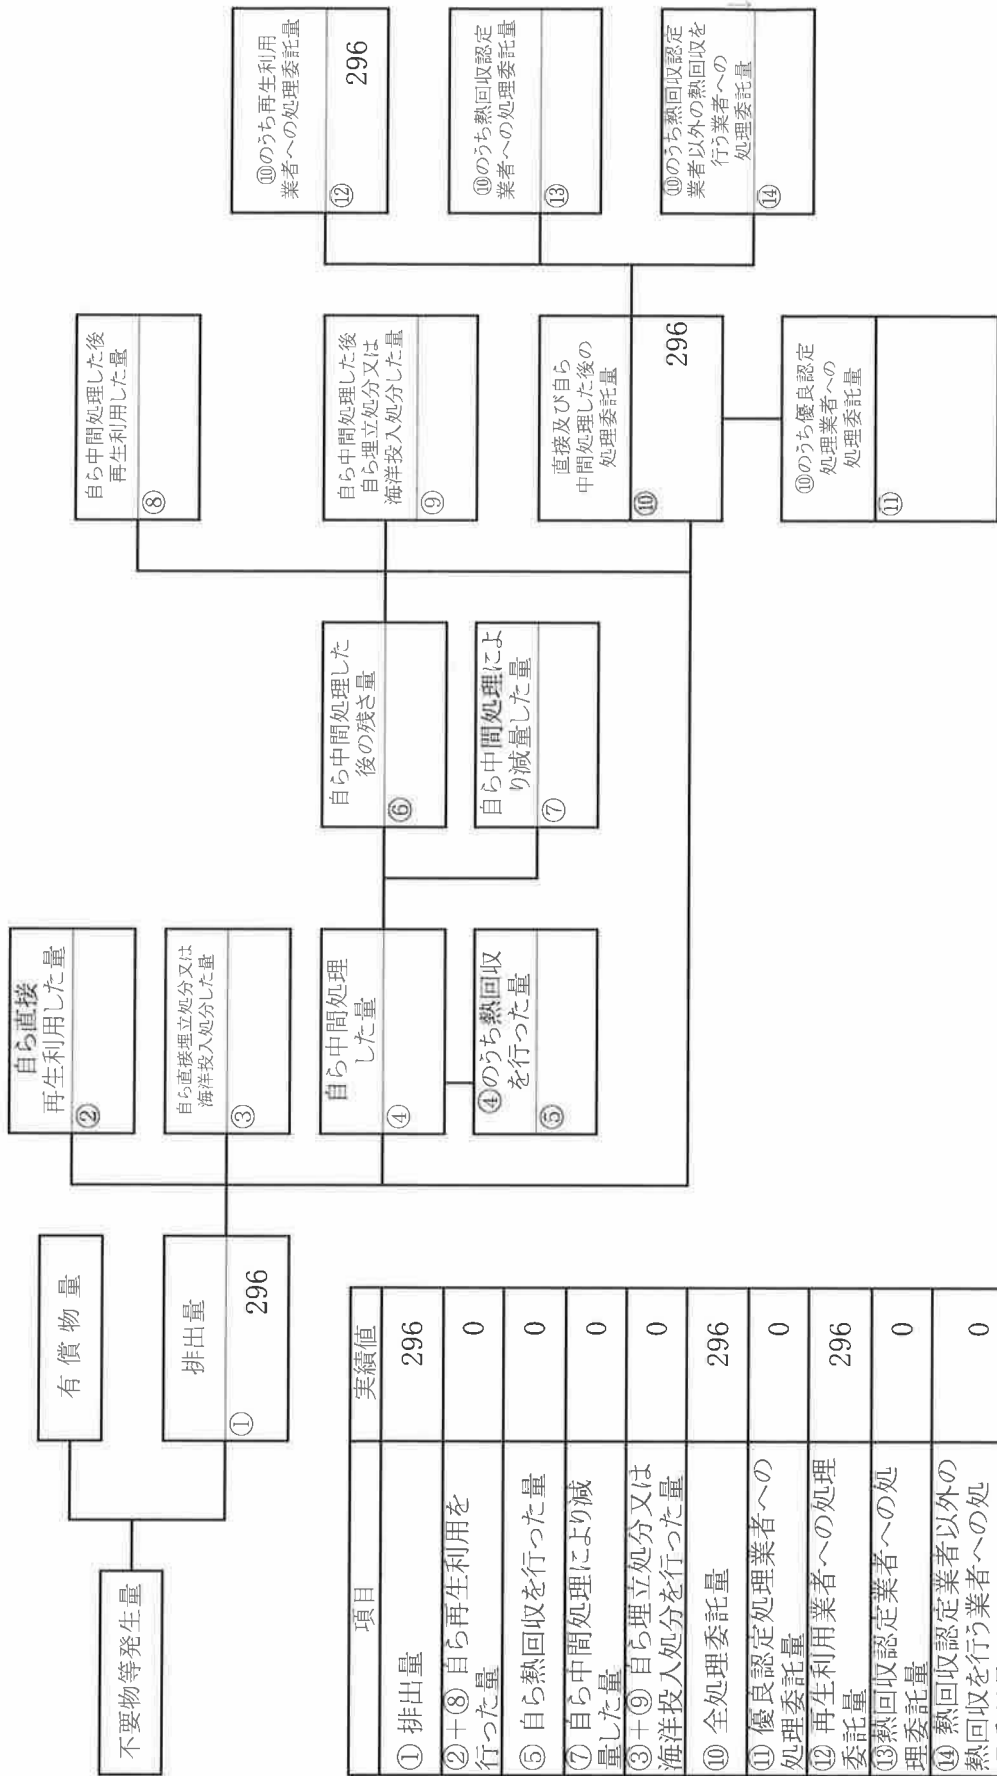 不要物等発生量
有償物量
排出量
①
296
自ら直接
再生利用した量
②
自ら直接埋立処分又は
海洋投入処分した量
③
自ら中間処理
した量
④
④のうち熱回収
を行った量
⑤
自ら中間処理した
後の残さ量
⑥
自ら中間処理によ
り減量した量
⑦
自ら中間処理した後
再生利用した量
⑧
自ら中間処理した後
自ら埋立処分又は
海洋投入処分した量
⑨
直接及び自ら
中間処理した後の
処理委託量
⑩
296
⑩のうち優良認定
処理業者への
処理委託量
⑪
⑩のうち再生利用
業者への処理委託量
⑫
296
⑩のうち熱回収認定
業者への処理委託量
⑬
⑩のうち熱回収認定
業者以外の熱回収を
行う業者への
処理委託量
⑭
項目 実績値
① 排出量 296
②+⑧ 自ら再生利用を
行った量 0
⑤ 自ら熱回収を行った量 0
⑦ 自ら中間処理により減
量した量 0
③+⑨ 自ら埋立処分又は
海洋投入処分を行った量 0
⑩ 全処理委託量 296
⑪ 優良認定処理業者への
処理委託量 0
⑫ 再生利用業者への処理
委託量 296
⑬熱回収認定業者への処
理委託量 0
⑭ 熱回収認定業者以外の
熱回収を行う業者への処 0